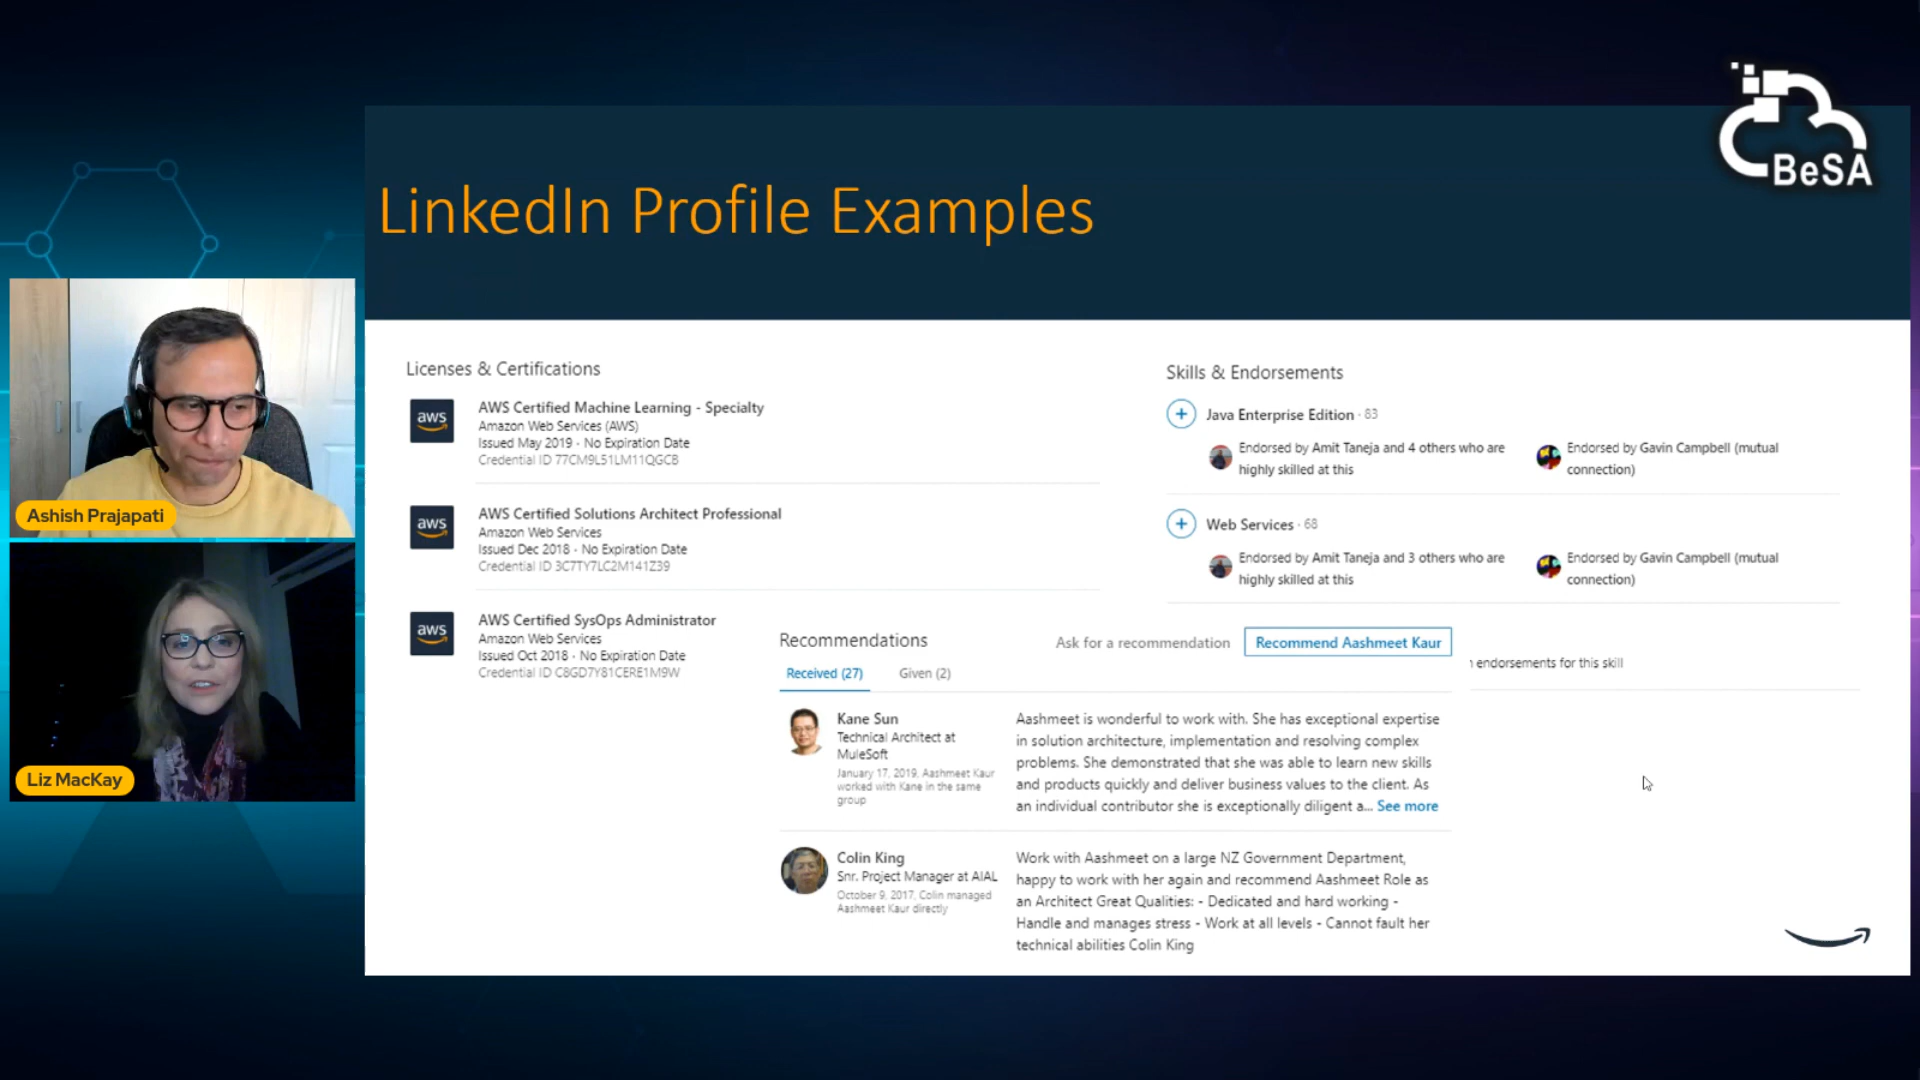 BeSA
LinkedIn Profile Examples
Ashish Prajapati
Liz MacKay
Licenses & Certifications
aws
AWS Certified Machine Learning - Specialty
Amazon Web Services (AWS)
Issued May 2019 · No Expiration Date
Credential ID 77CM9L51LM11QGCB
aws
AWS Certified Solutions Architect Professional
Amazon Web Services
Issued Dec 2018 · No Expiration Date
Credential ID 3C7TY7LC2M141Z39
aws
AWS Certified SysOps Administrator
Amazon Web Services
Issued Oct 2018 · No Expiration Date
Credential ID C8GD7Y81CERE1M9W
Skills & Endorsements
Java Enterprise Edition · 83
Endorsed by Amit Taneja and 4 others who are
highly skilled at this
Endorsed by Gavin Campbell (mutual
connection)
Web Services · 68
Endorsed by Amit Taneja and 3 others who are
highly skilled at this
Endorsed by Gavin Campbell (mutual
connection)
endorsements for this skill
Recommendations
Ask for a recommendation
Recommend Aashmeet Kaur
Received (27)
Given (2)
Kane Sun
Technical Architect at
MuleSoft
January 17, 2019, Aashmeet Kaur
worked with Kane in the same
group
Aashmeet is wonderful to work with. She has exceptional expertise
in solution architecture, implementation and resolving complex
problems. She demonstrated that she was able to learn new skills
and products quickly and deliver business values to the client. As
an individual contributor she is exceptionally diligent a... See more
Colin King
Snr. Project Manager at AIAL
October 9, 2017, Colin managed
Aashmeet Kaur directly
Work with Aashmeet on a large NZ Government Department,
happy to work with her again and recommend Aashmeet Role as
an Architect Great Qualities: - Dedicated and hard working -
Handle and manages stress - Work at all levels - Cannot fault her
technical abilities Colin King